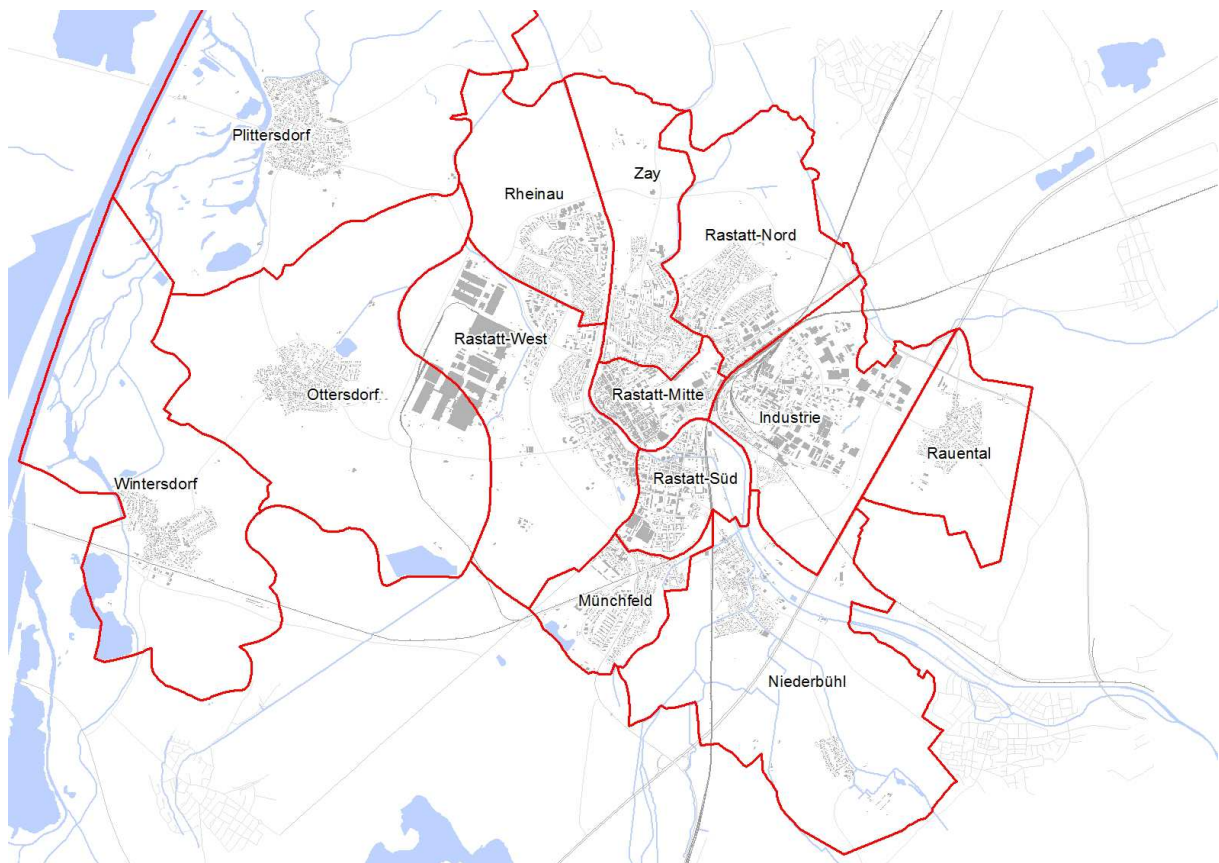 Plittersdorf
Zay
Rheinau
Rastatt-Nord
Rastatt-West
Ottersdorf
Rastatt-Mitte
Industrie
Rauental
Rastatt-Süd
Wintersdorf
Münchfeld
Niederbühl